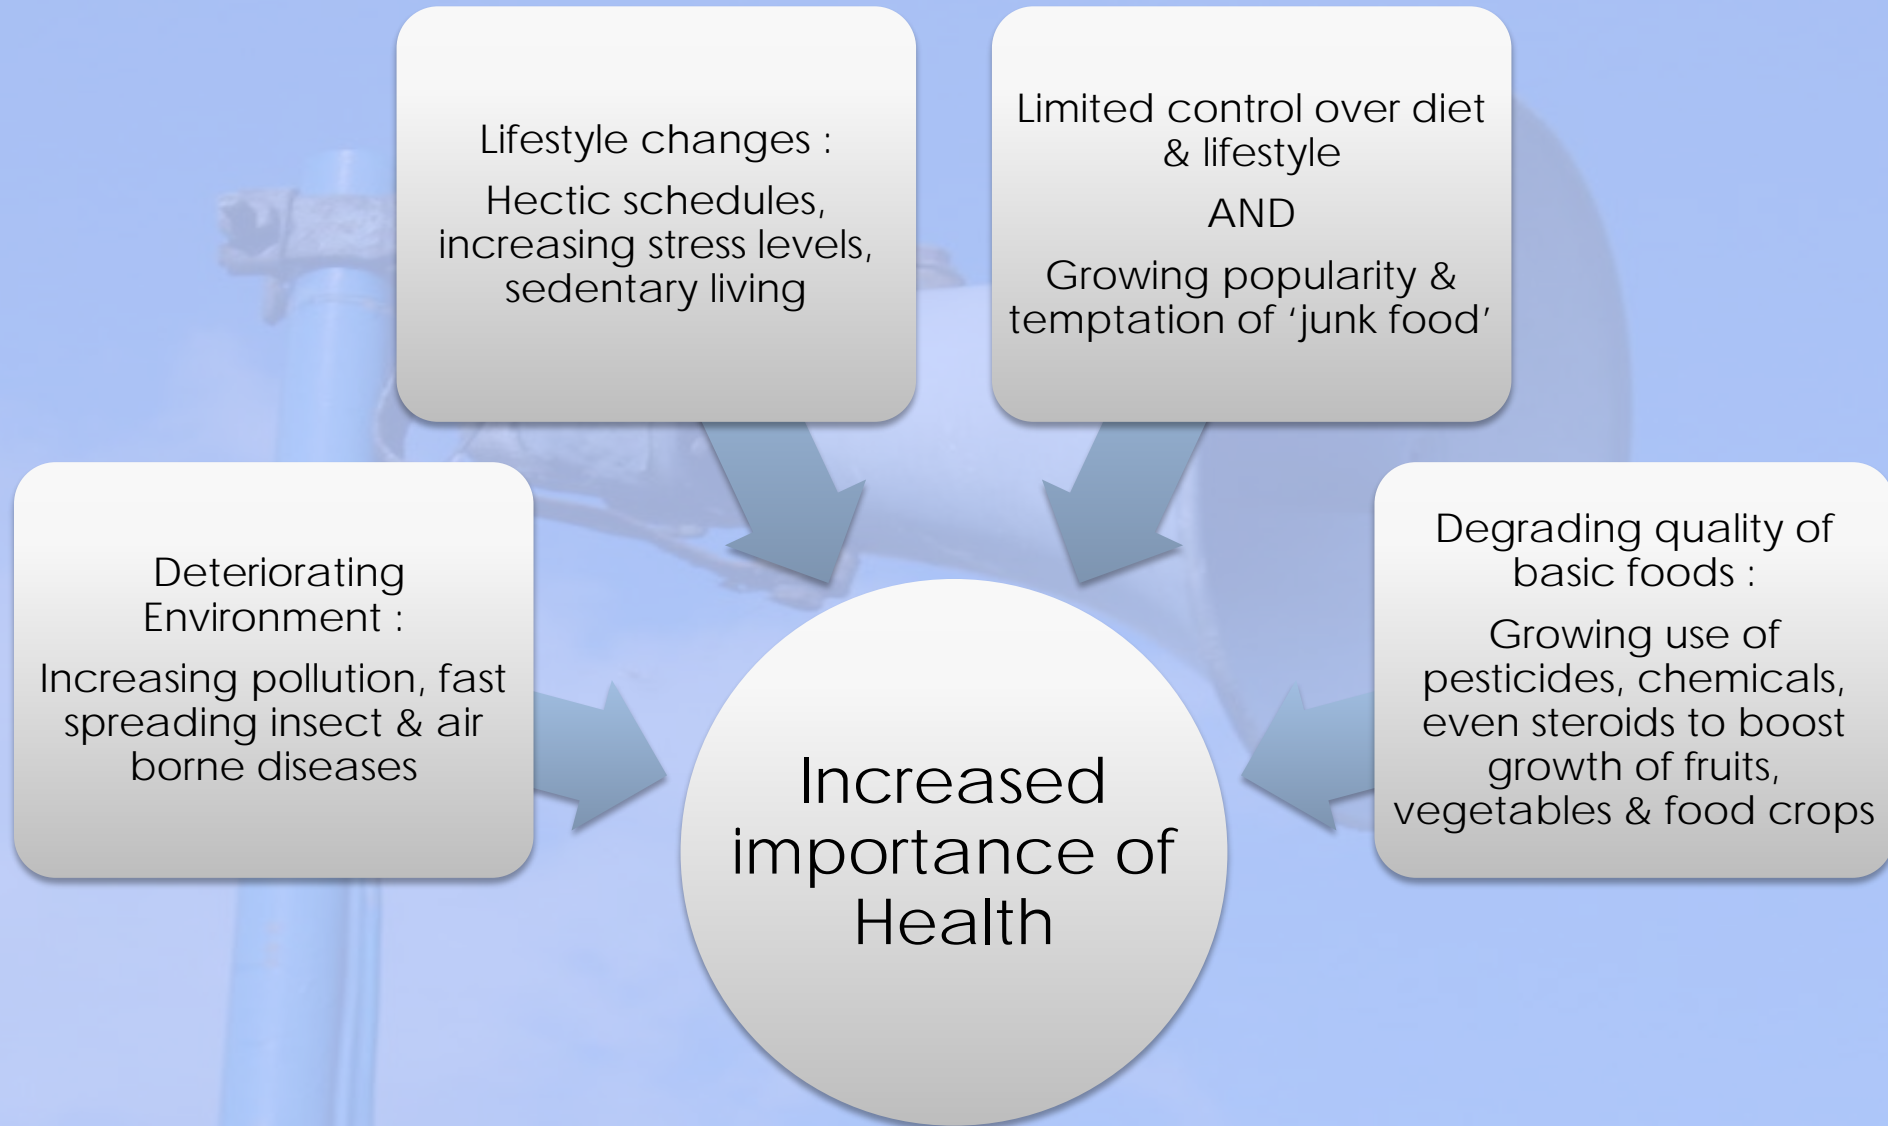 Lifestyle changes :
Hectic schedules,
increasing stress levels,
sedentary living
Limited control over diet
& lifestyle
AND
Growing popularity &
temptation of ‘junk food’
Deteriorating
Environment :
Increasing pollution, fast
spreading insect & air
borne diseases
Degrading quality of
basic foods :
Growing use of
pesticides, chemicals,
even steroids to boost
growth of fruits,
vegetables & food crops
Increased
importance of
Health